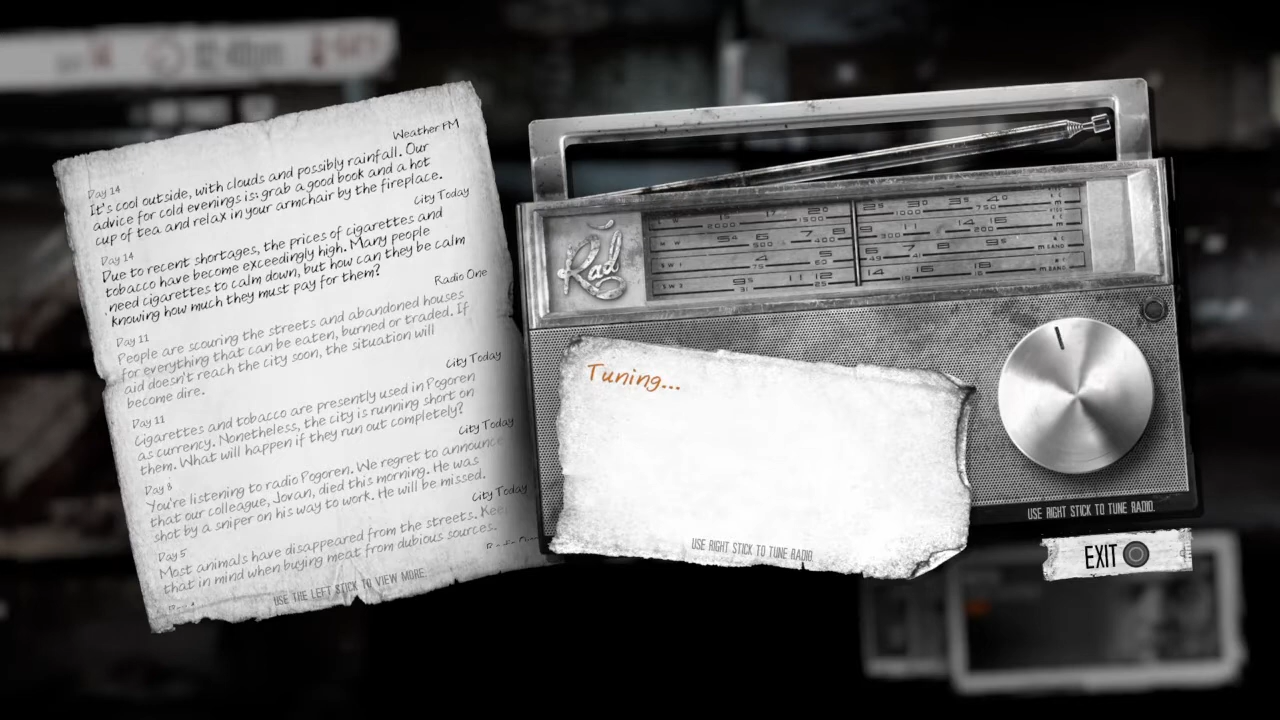 12:40pm
Weather FM
Day 14
It's cool outside, with clouds and possibly rainfall. Our
advice for cold evenings is: grab a good book and a hot
cup of tea and relax in your armchair by the fireplace.
City Today
Day 14
Due to recent shortages, the prices of cigarettes and
tobacco have become exceedingly high. Many people
need cigarettes to calm down, but how can they be calm
knowing how much they must pay for them?
Radio One
Day 11
People are scouring the streets and abandoned houses
for everything that can be eaten, burned or traded. If
aid doesn't reach the city soon, the situation will
become dire.
City Today
Day 11
Cigarettes and tobacco are presently used in Pogoren
as currency. Nonetheless, the city is running short on
them. What will happen if they run out completely?
City Today
Day 8
You're listening to radio Pogoren. We regret to announce
that our colleague, Jovan, died this morning. He was
shot by a sniper on his way to work. He will be missed.
City Today
Day 5
Most animals have disappeared from the streets. Keep
that in mind when buying meat from dubious sources.
USE THE LEFT STICK TO VIEW MORE.
Rad
Tuning...
USE RIGHT STICK TO TUNE RADIO.
USE RIGHT STICK TO TUNE RADIO.
EXIT